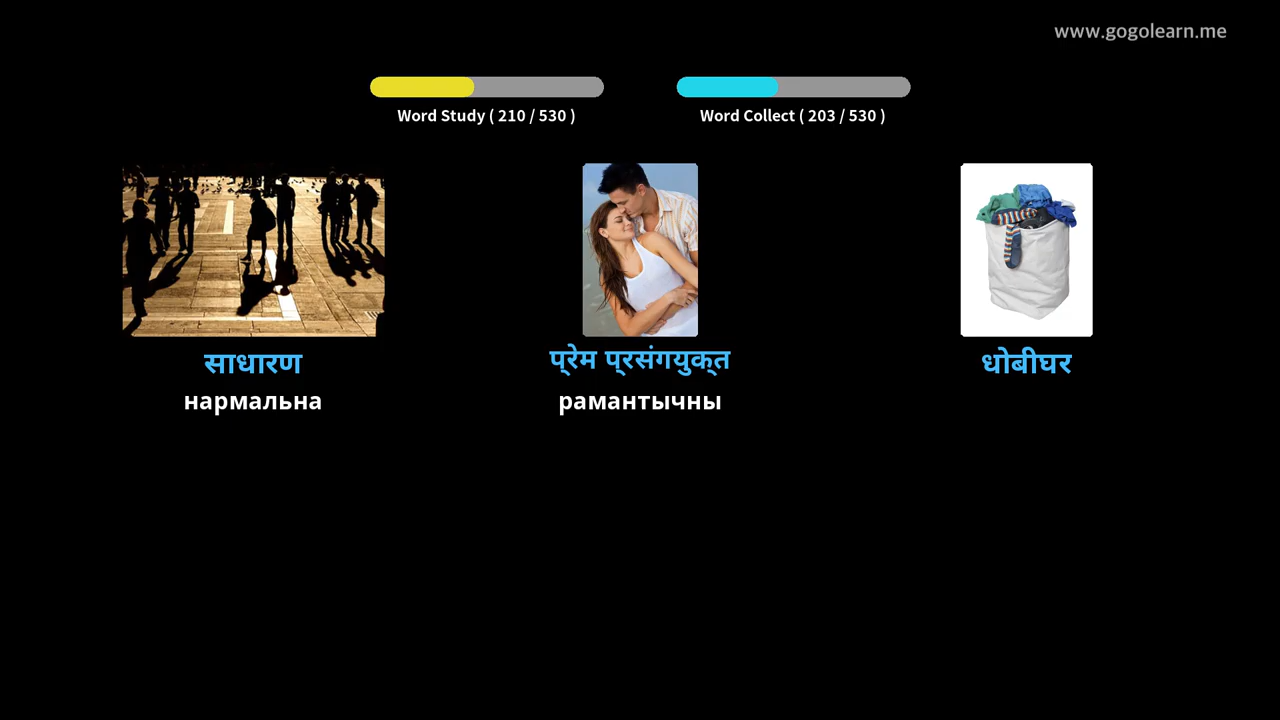 www.gogolearn.me
Word Study ( 210 / 530 )
Word Collect ( 203 / 530 )
साधारण
нармальна
प्रेम प्रसंगयुक्त
рамантычны
धोबीघर